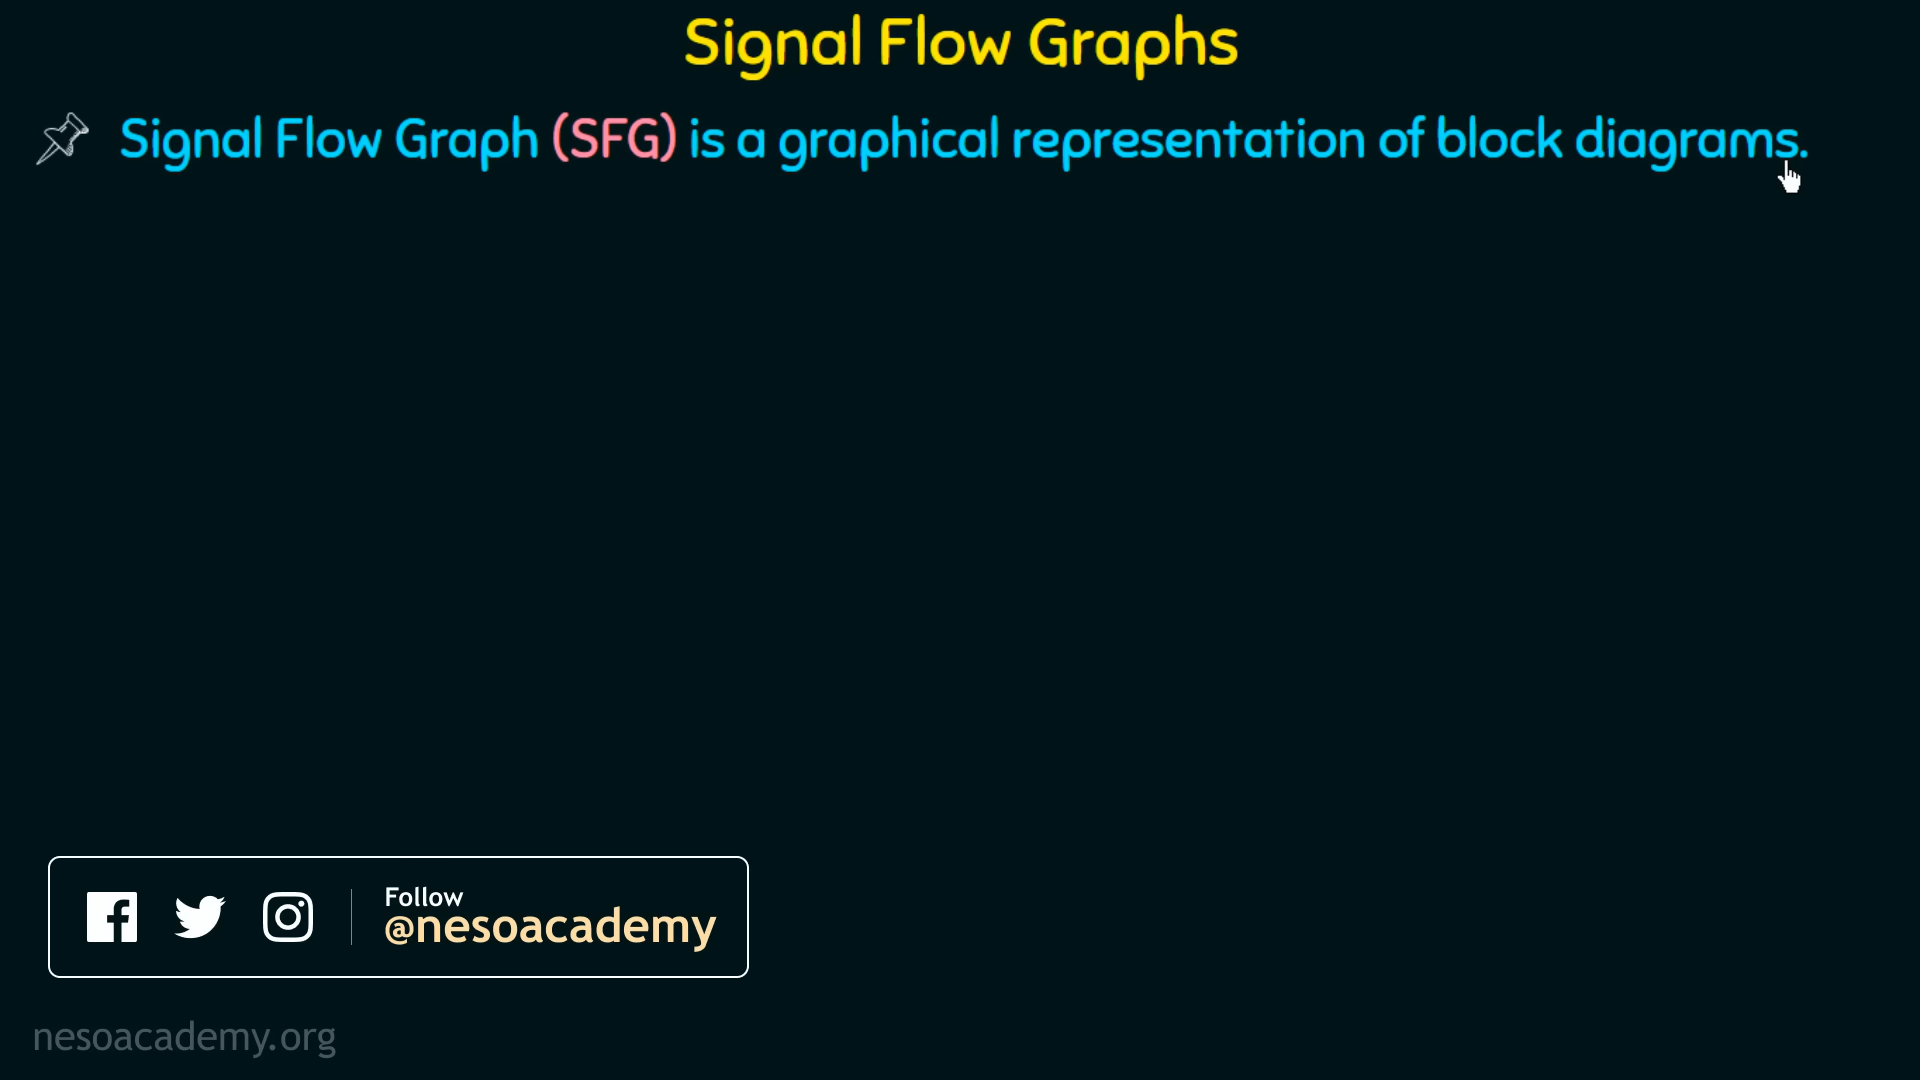 Signal Flow Graphs
Signal Flow Graph (SFG) is a graphical representation of block diagrams.
Follow
@nesoacademy
nesoacademy.org